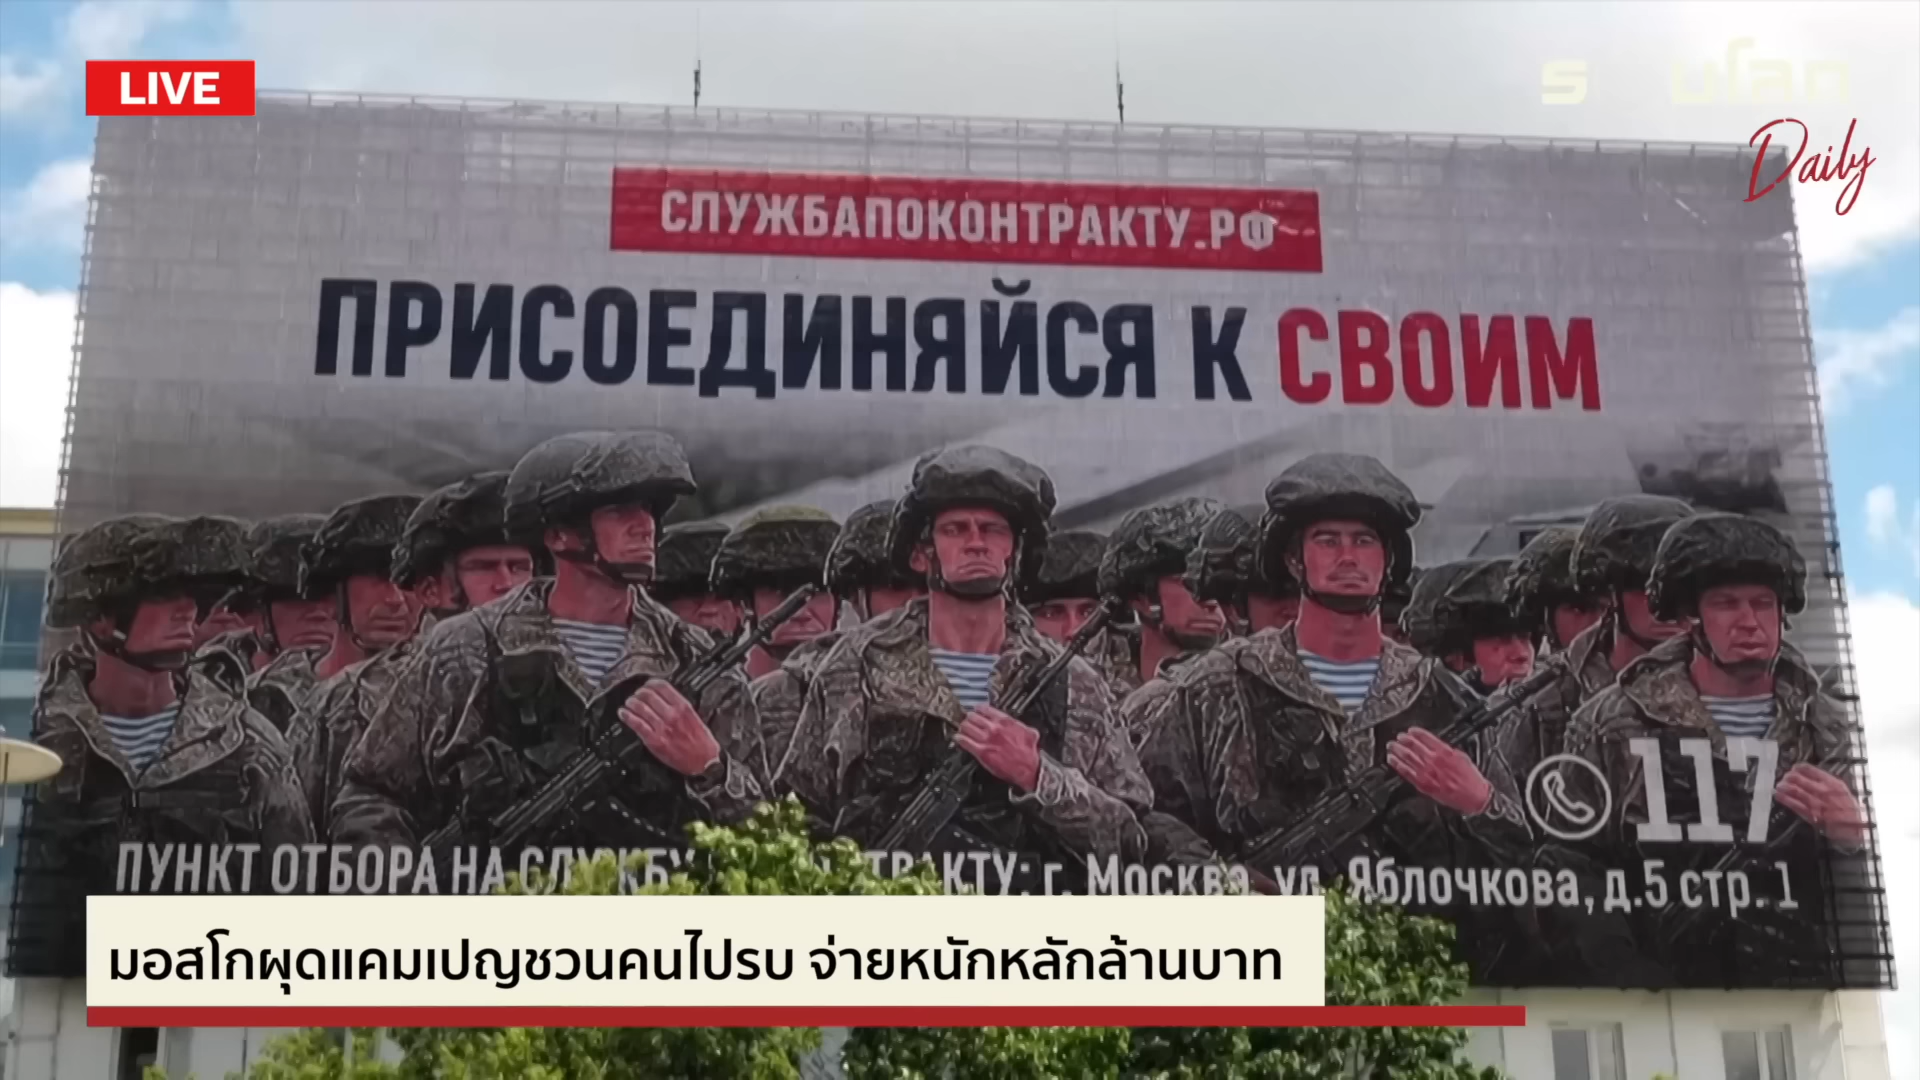 LIVE
Daily
СЛУЖБАПОКОНТРАКТУ.РФ
ПРИСОЕДИНЯЙСЯ К СВОИМ
117
ПУНКТ ОТБОРА НА СЛУЖБУ КТУ: г. Москва, ул. Яблочкова, д.5 стр. 1
มอสโกผุดแคมเปญชวนคนไปรบ จ่ายหนักหลักล้านบาท